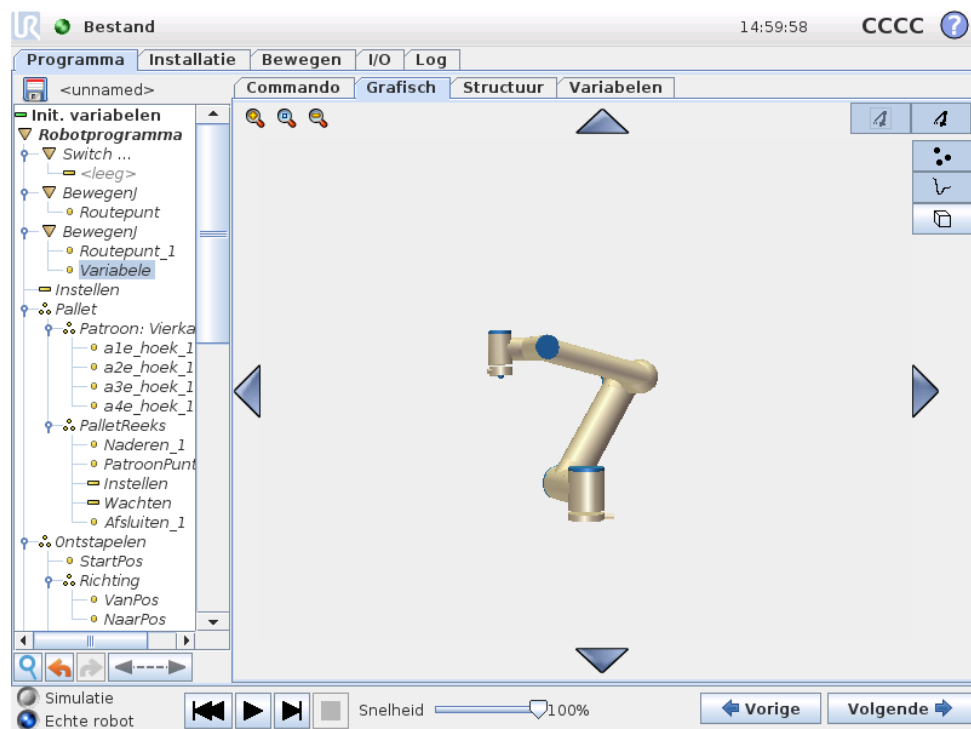 UR Bestand 14:59:58 CCCC ?
Programma Installatie Bewegen I/O Log
<unnamed> Commando Grafisch Structuur Variabelen
Init. variabelen
Robotprogramma
Switch ...
<leeg>
BewegenJ
Routepunt
BewegenJ
Routepunt_1
Variabele
Instellen
Pallet
Patroon: Vierka
a1e_hoek_1
a2e_hoek_1
a3e_hoek_1
a4e_hoek_1
PalletReeks
Naderen_1
PatroonPunt
Instellen
Wachten
Afsluiten_1
Ontstapelen
StartPos
Richting
VanPos
NaarPos
Simulatie
Echte robot
Snelheid 100%
Vorige Volgende